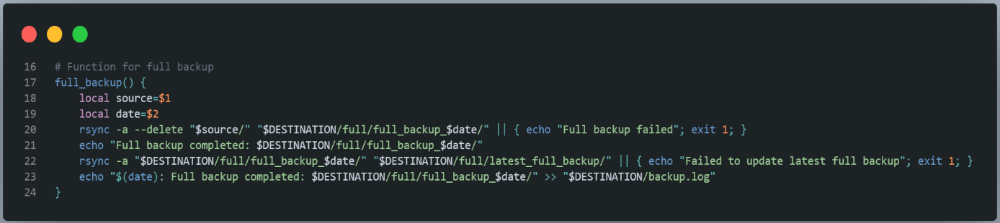 16 # Function for full backup
17 full_backup() {
18     local source=$1
19     local date=$2
20     rsync -a --delete "$source/" "$DESTINATION/full/full_backup_$date/" || { echo "Full backup failed"; exit 1; }
21     echo "Full backup completed: $DESTINATION/full/full_backup_$date/"
22     rsync -a "$DESTINATION/full/full_backup_$date/" "$DESTINATION/full/latest_full_backup/" || { echo "Failed to update latest full backup"; exit 1; }
23     echo "$(date): Full backup completed: $DESTINATION/full/full_backup_$date/" >> "$DESTINATION/backup.log"
24 }